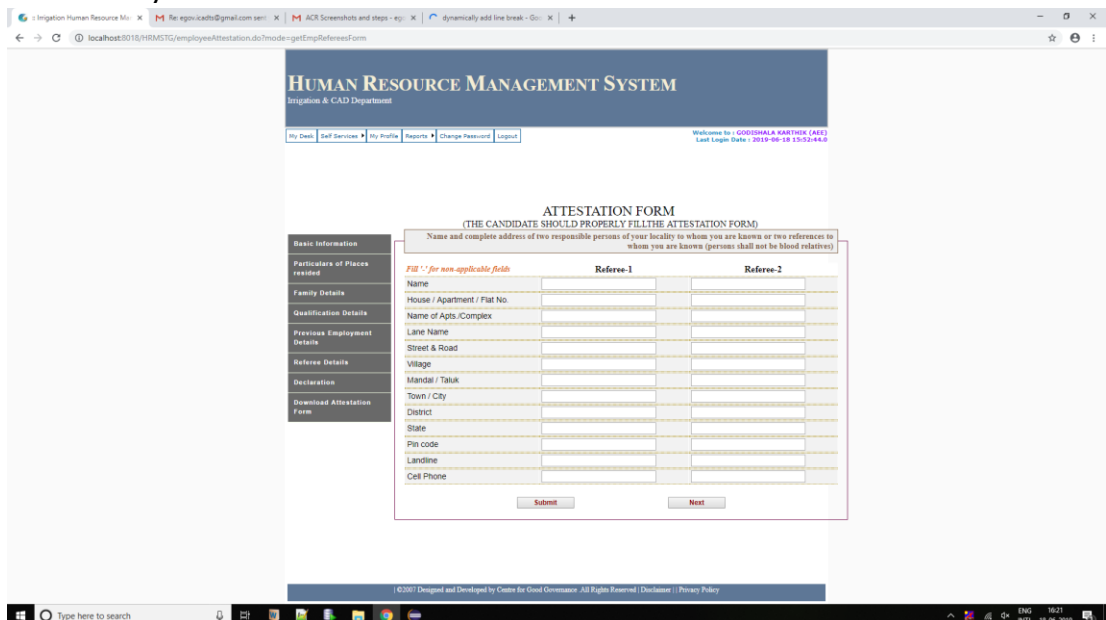 s Irrigation Human Resource Ma
Re: egov.icadts@gmail.com sent
ACR Screenshots and steps - ego
dynamically add line break - Goo
localhost:8018/HRMSTG/employeeAttestation.do?mode=getEmpRefereesForm
HUMAN RESOURCE MANAGEMENT SYSTEM
Irrigation & CAD Department
My Desk Self Services My Profile Reports Change Password Logout
Welcome to : GODISHALA KARTHIK (AEE)
Last Login Date : 2019-06-18 15:52:44.0
ATTESTATION FORM
(THE CANDIDATE SHOULD PROPERLY FILLTHE ATTESTATION FORM)
Name and complete address of two responsible persons of your locality to whom you are known or two references to
whom you are known (persons shall not be blood relatives)
Basic Information
Particulars of Places
resided
Family Details
Qualification Details
Previous Employment
Details
Referee Details
Declaration
Download Attestation
Form
Fill '-' for non-applicable fields Referee-1 Referee-2
Name
House / Apartment / Flat No.
Name of Apts./Complex
Lane Name
Street & Road
Village
Mandal / Taluk
Town / City
District
State
Pin code
Landline
Cell Phone
Submit Next
| ©2007 Designed and Developed by Centre for Good Governance All Rights Reserved | Disclaimer | | Privacy Policy
Type here to search
ENG 16:21
INTL 18-06-2019